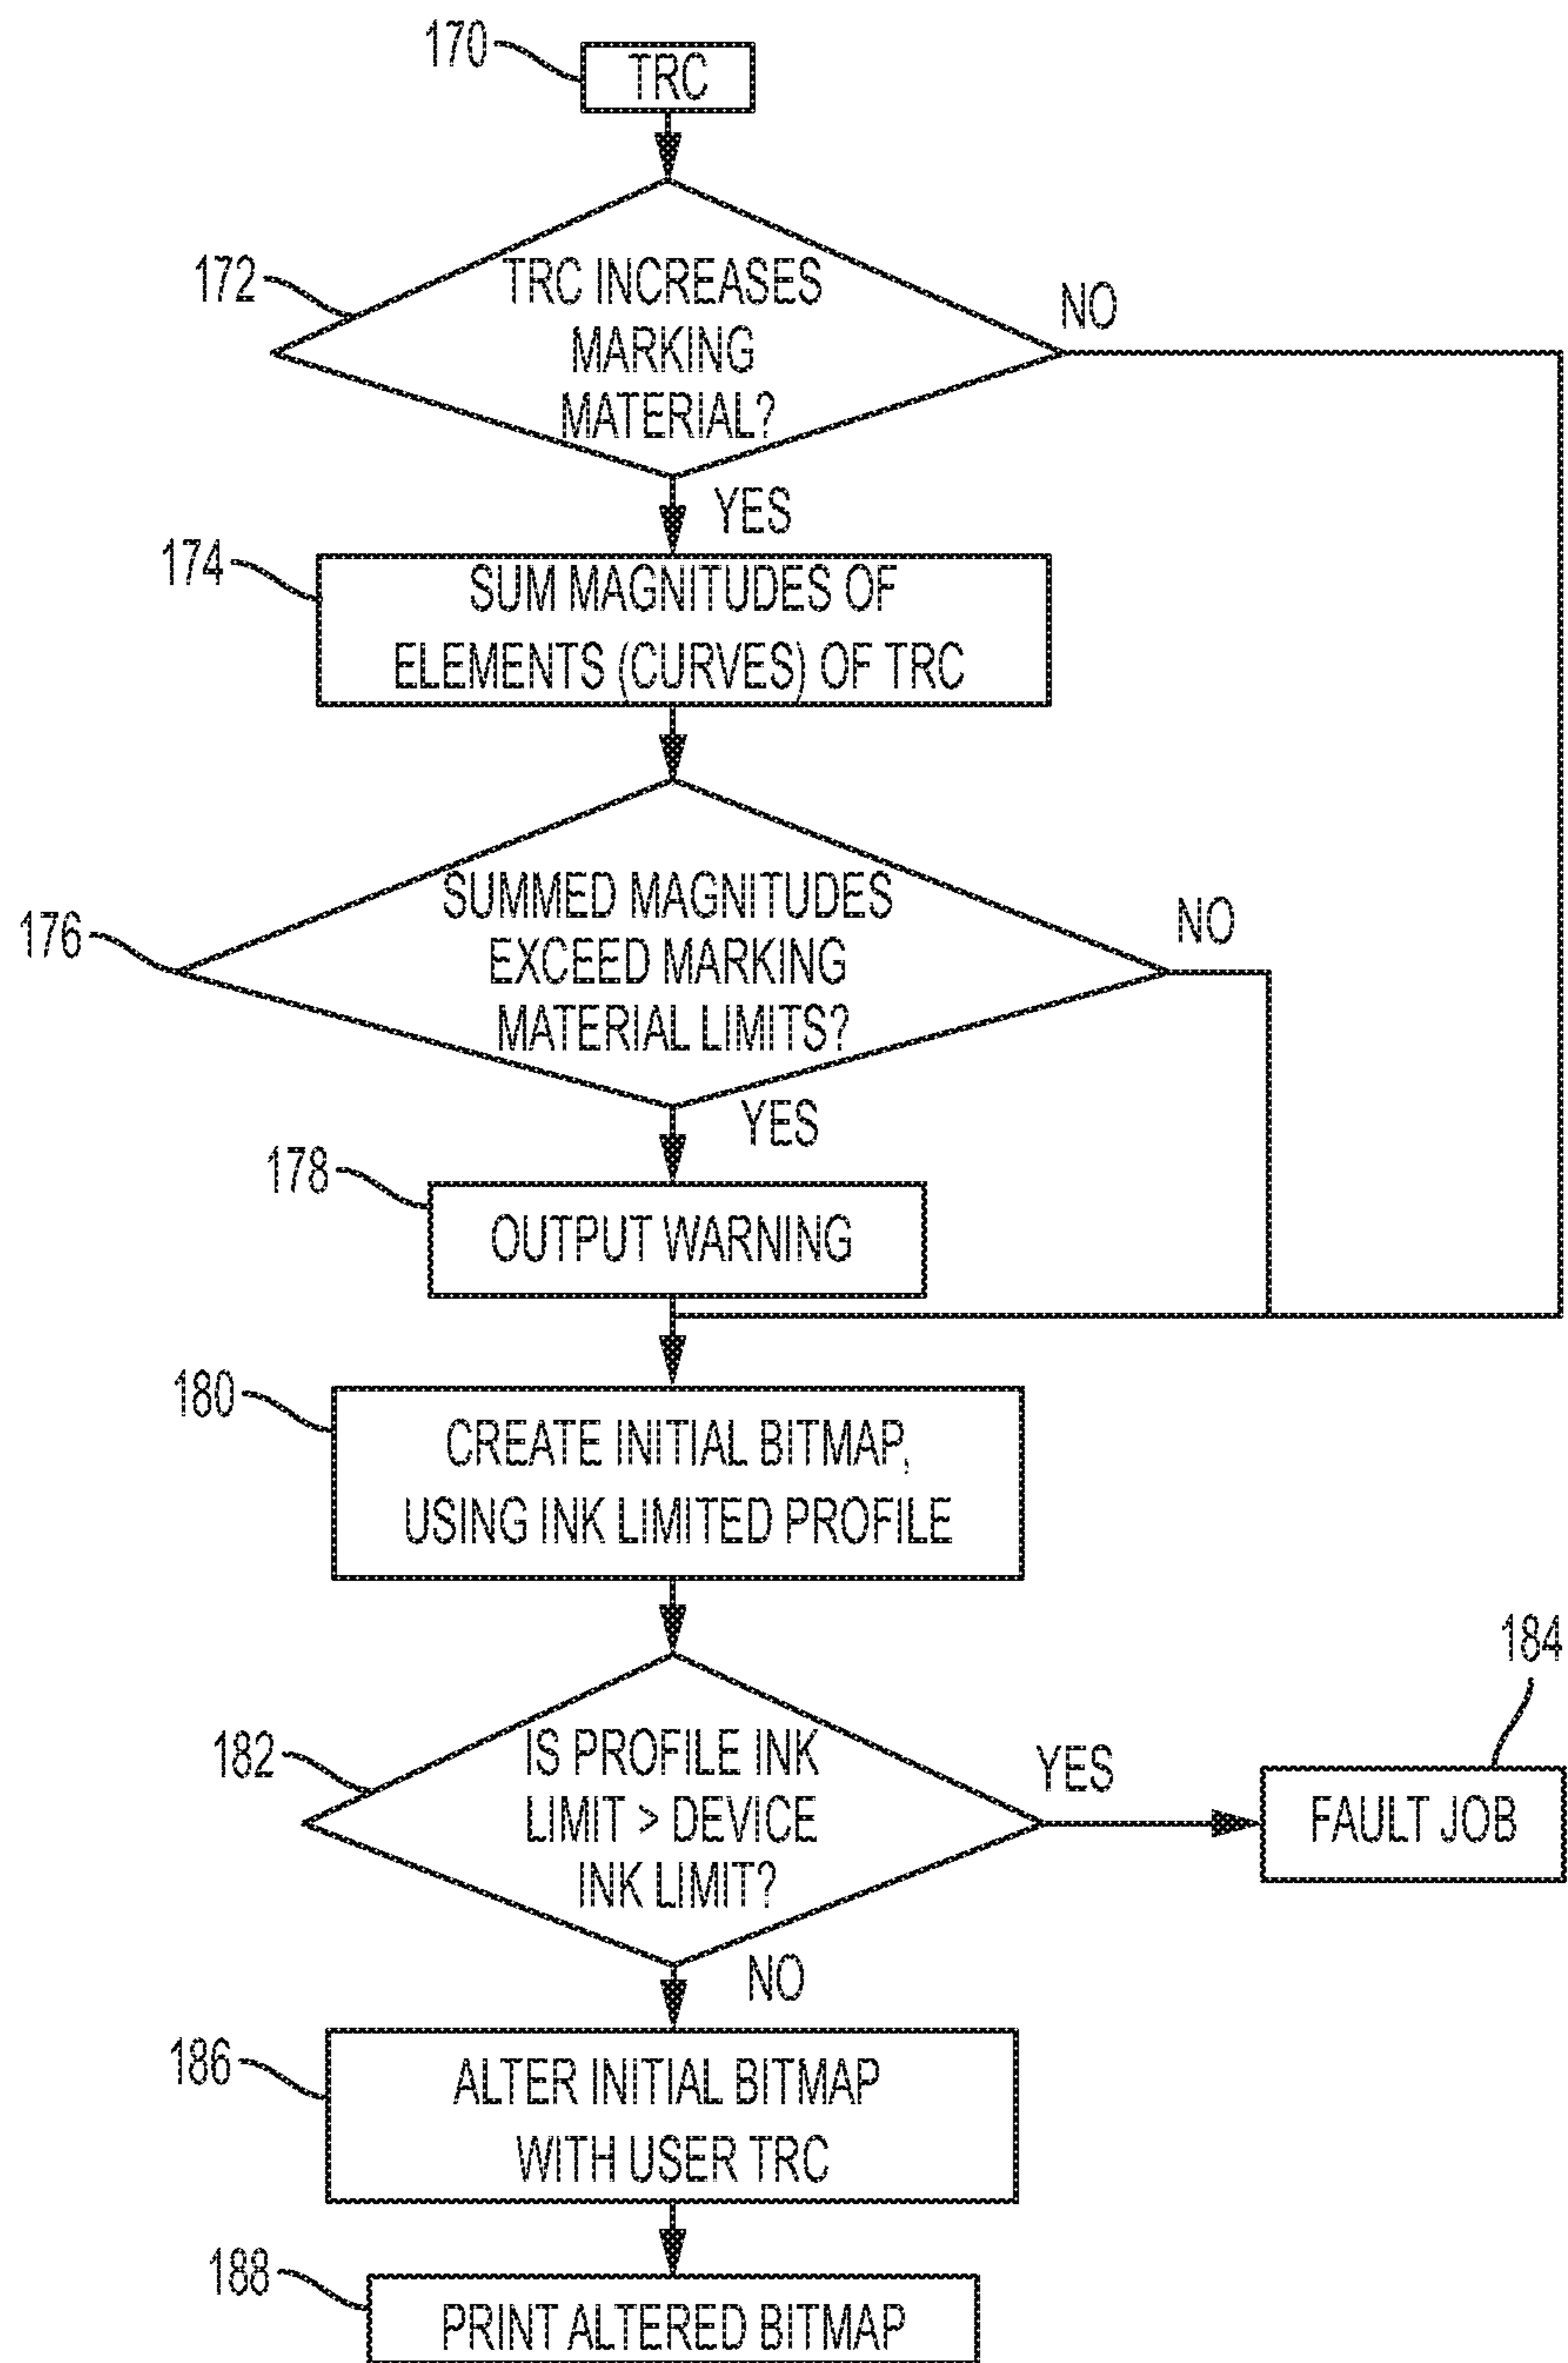 170
TRC
172
TRC INCREASES
MARKING
MATERIAL?
NO
YES
174
SUM MAGNITUDES OF
ELEMENTS (CURVES) OF TRC
176
SUMMED MAGNITUDES
EXCEED MARKING
MATERIAL LIMITS?
NO
YES
178
OUTPUT WARNING
180
CREATE INITIAL BITMAP,
USING INK LIMITED PROFILE
182
IS PROFILE INK
LIMIT > DEVICE
INK LIMIT?
YES
184
FAULT JOB
NO
186
ALTER INITIAL BITMAP
WITH USER TRC
188
PRINT ALTERED BITMAP